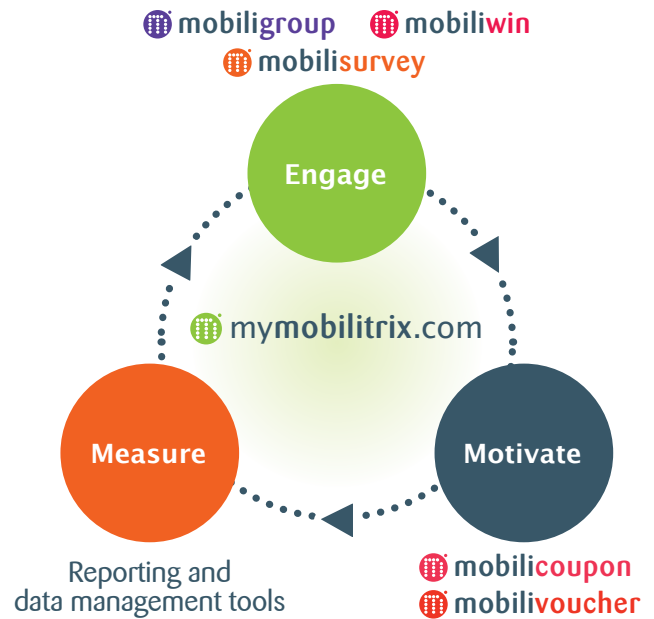 mobiligroup mobiliwin
mobilisurvey
Engage
mymobilitrix.com
Measure
Motivate
Reporting and
data management tools
mobilicoupon
mobilivoucher